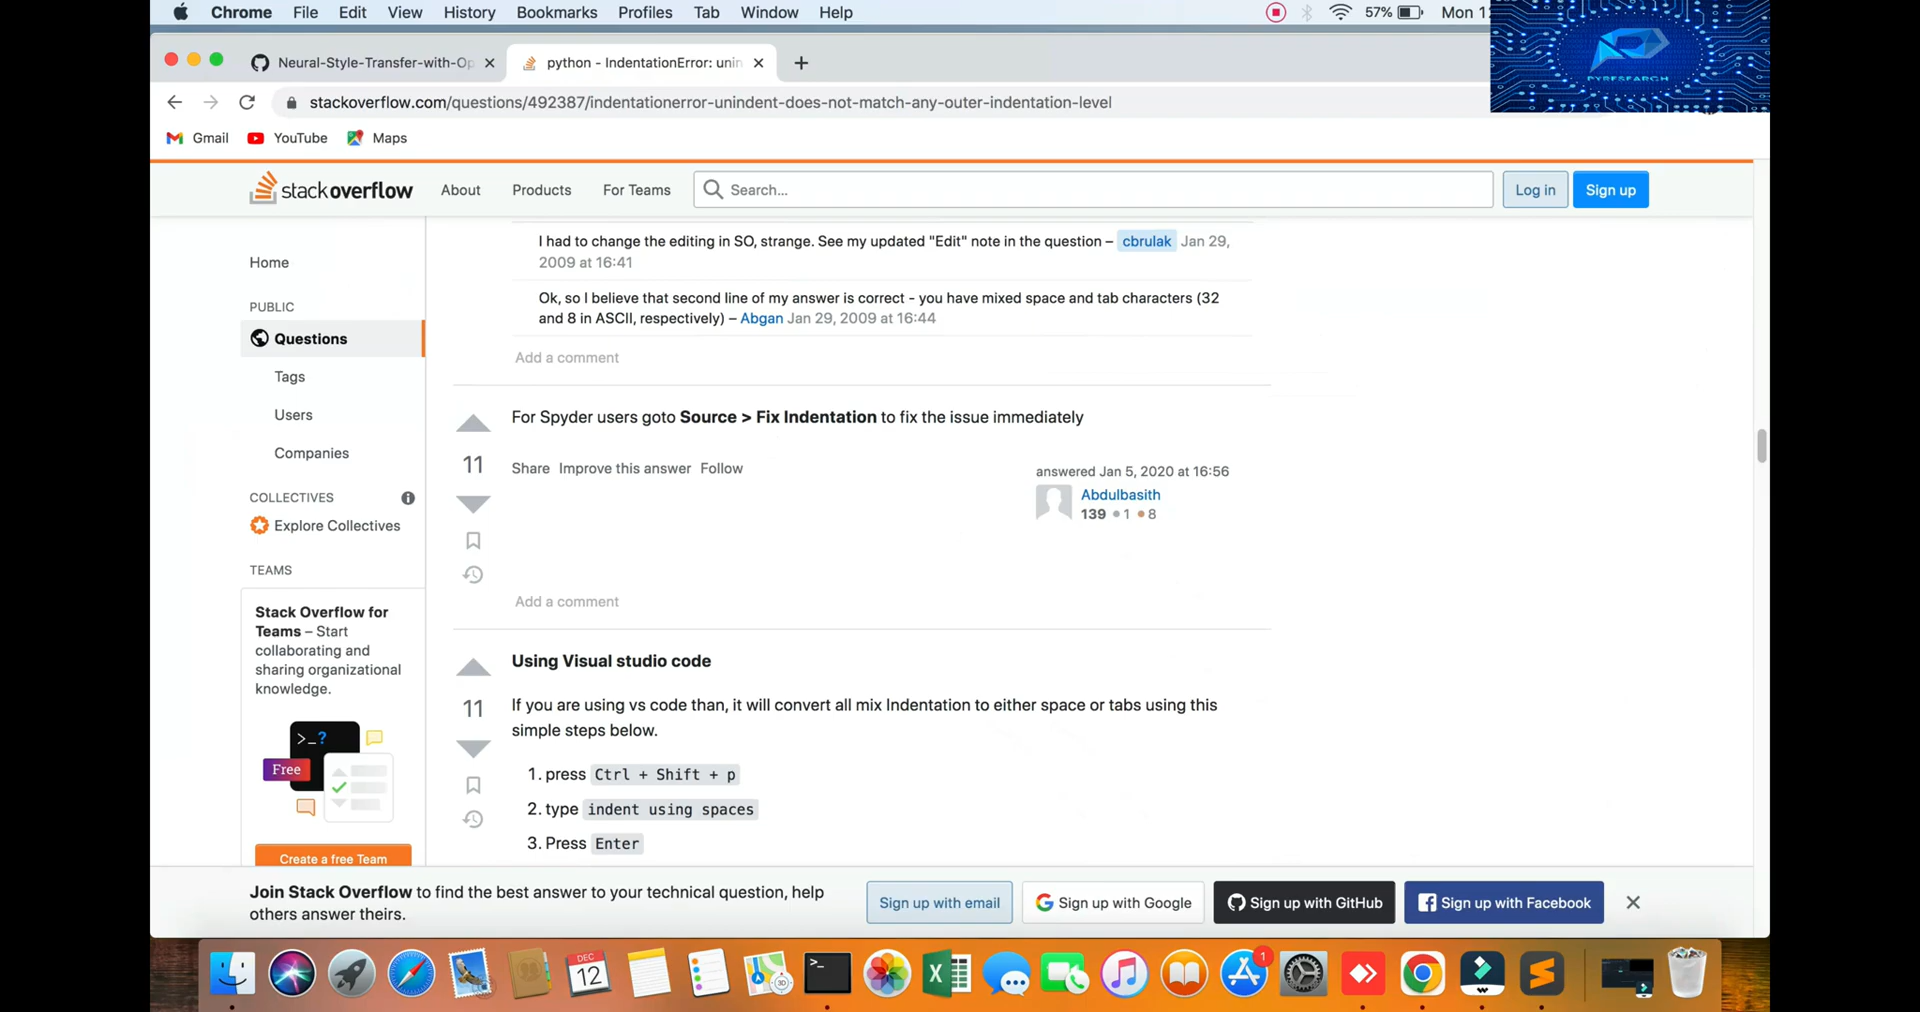 Chrome File Edit View History Bookmarks Profiles Tab Window Help 57% Mon
PYRESEARCH
Neural-Style-Transfer-with-Op
python - IndentationError: unin
stackoverflow.com/questions/492387/indentationerror-unindent-does-not-match-any-outer-indentation-level
Gmail YouTube Maps
stackoverflow About Products For Teams Search... Log in Sign up
Home
PUBLIC
Questions
Tags
Users
Companies
COLLECTIVES
Explore Collectives
TEAMS
Stack Overflow for
Teams – Start
collaborating and
sharing organizational
knowledge.
>_?
Free
Create a free Team
I had to change the editing in SO, strange. See my updated "Edit" note in the question – cbrulak Jan 29,
2009 at 16:41
Ok, so I believe that second line of my answer is correct - you have mixed space and tab characters (32
and 8 in ASCII, respectively) – Abgan Jan 29, 2009 at 16:44
Add a comment
For Spyder users goto Source > Fix Indentation to fix the issue immediately
11
Share Improve this answer Follow
answered Jan 5, 2020 at 16:56
Abdulbasith
139 1 8
Add a comment
Using Visual studio code
11
If you are using vs code than, it will convert all mix Indentation to either space or tabs using this
simple steps below.
1. press Ctrl + Shift + p
2. type indent using spaces
3. Press Enter
Join Stack Overflow to find the best answer to your technical question, help
others answer theirs.
Sign up with email
Sign up with Google
Sign up with GitHub
Sign up with Facebook
DEC
12
1